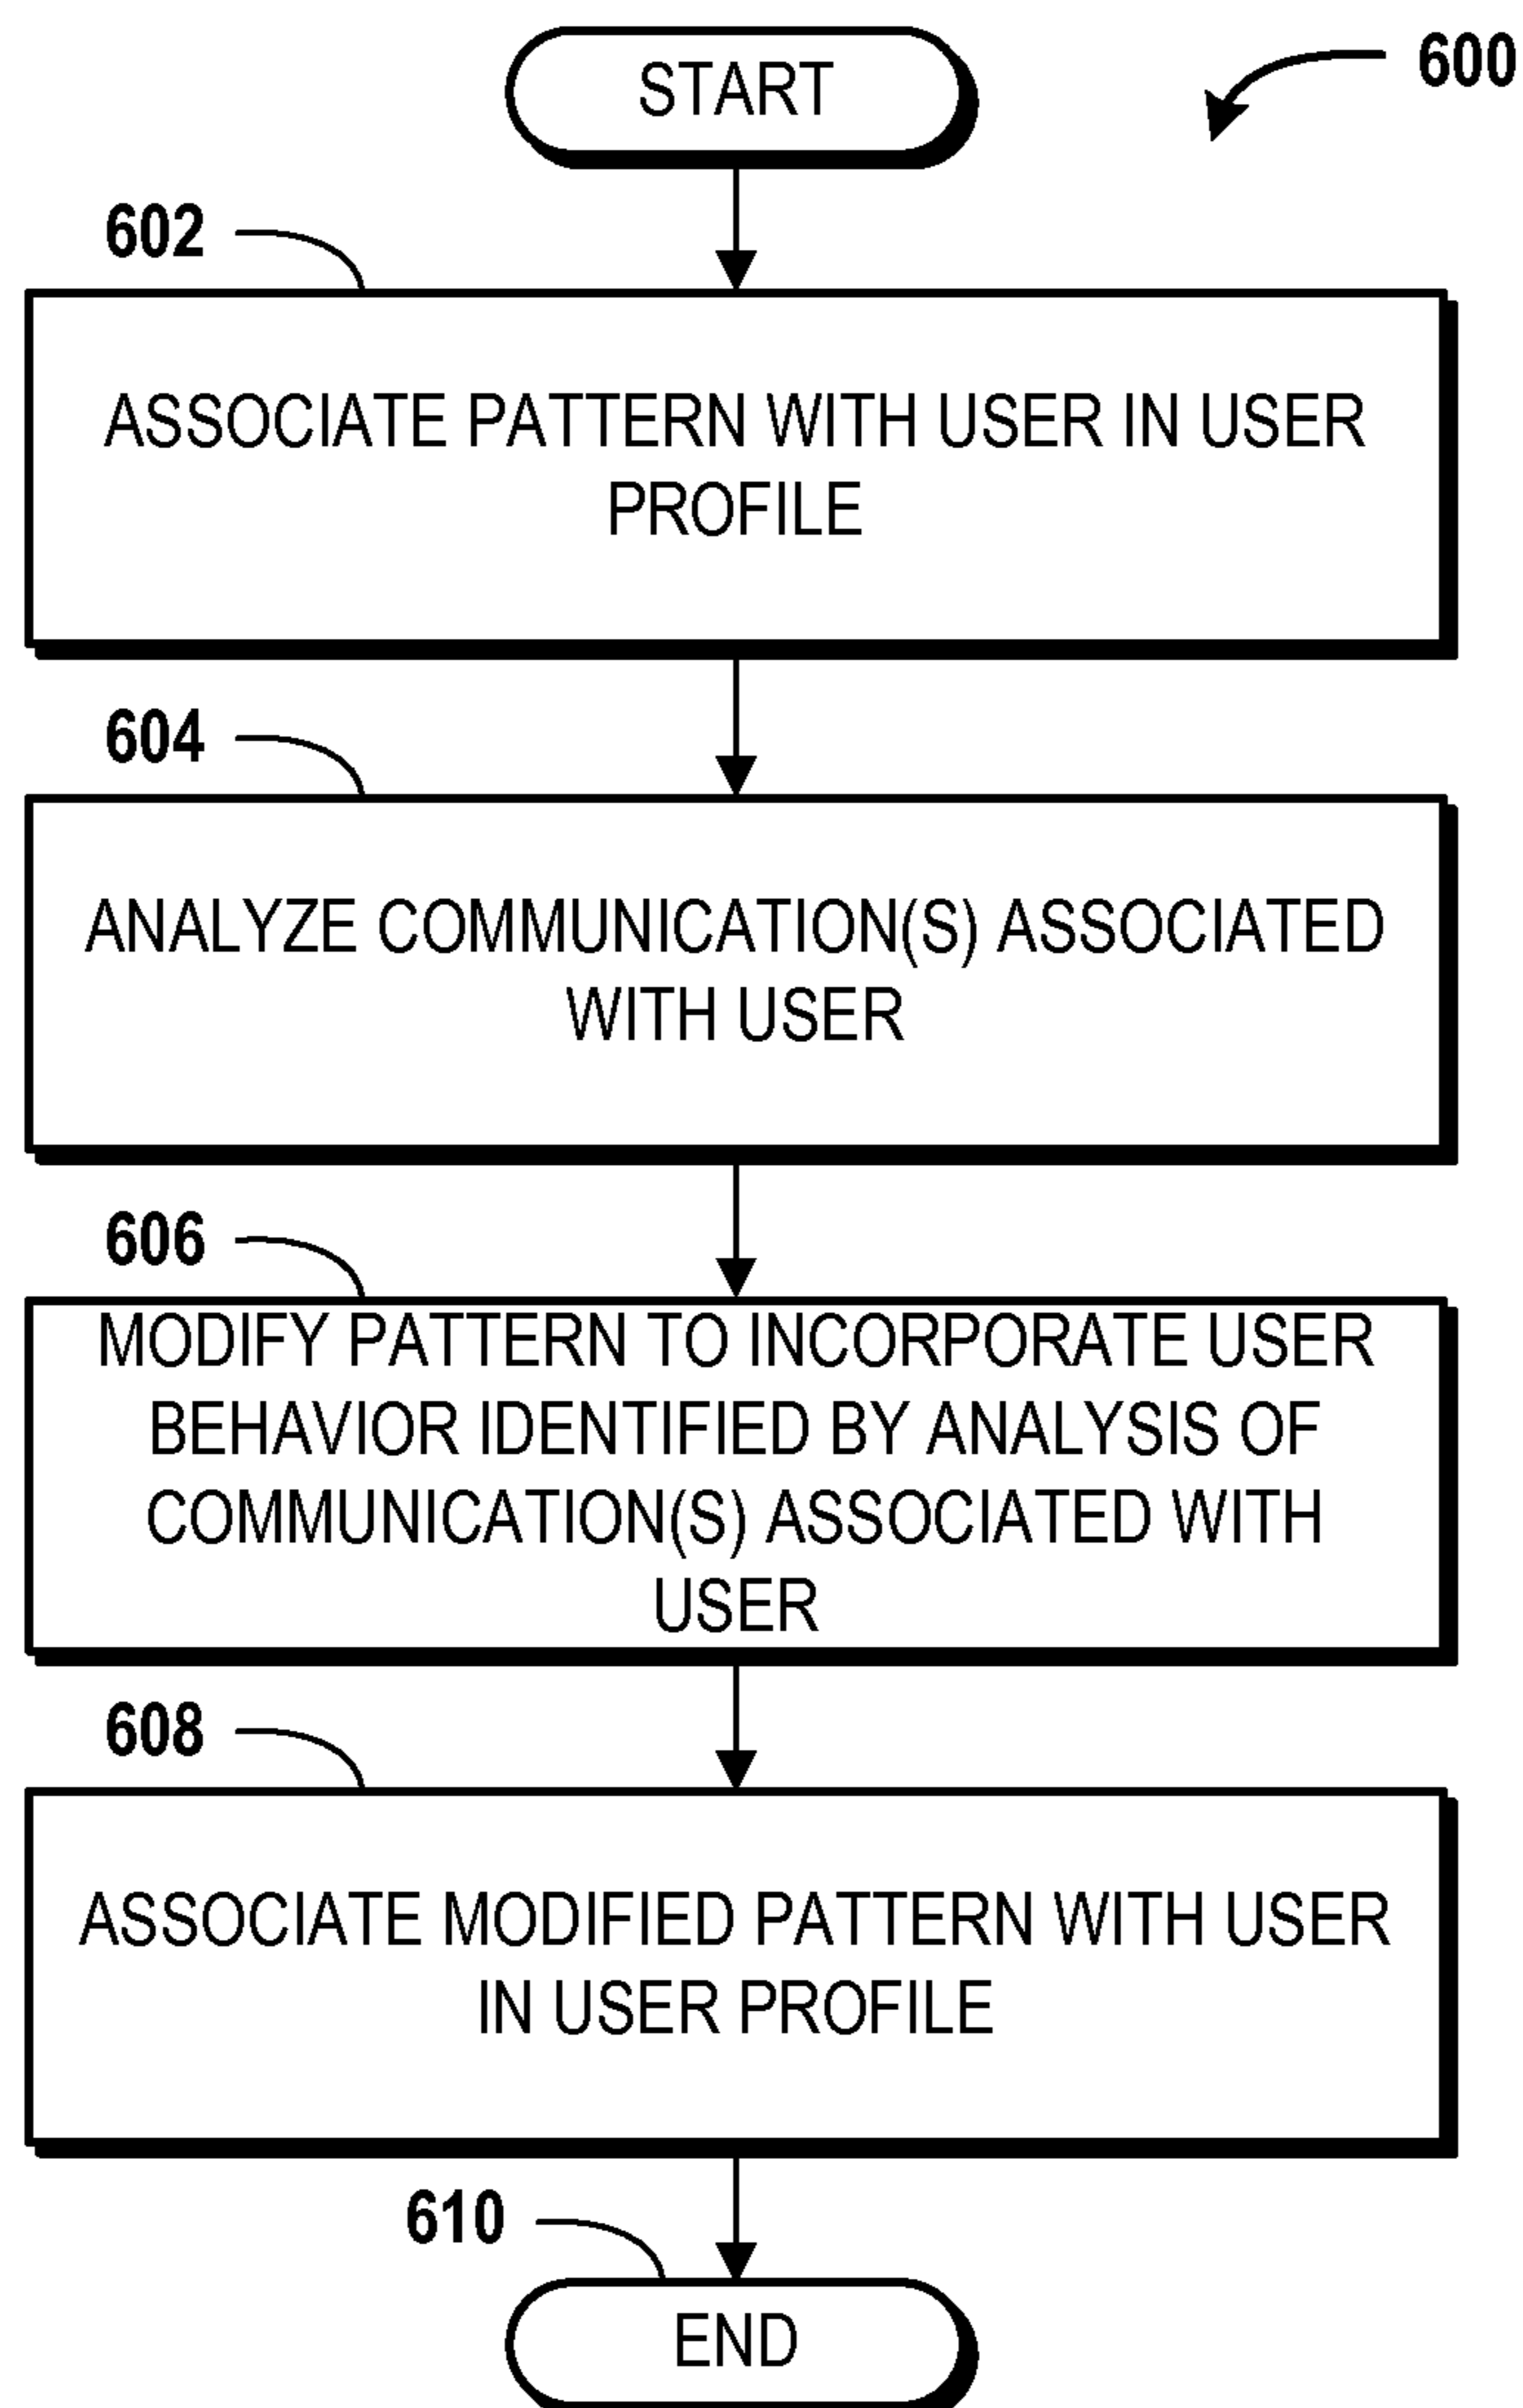 START
600
602
ASSOCIATE PATTERN WITH USER IN USER
PROFILE
604
ANALYZE COMMUNICATION(S) ASSOCIATED
WITH USER
606
MODIFY PATTERN TO INCORPORATE USER
BEHAVIOR IDENTIFIED BY ANALYSIS OF
COMMUNICATION(S) ASSOCIATED WITH
USER
608
ASSOCIATE MODIFIED PATTERN WITH USER
IN USER PROFILE
610
END